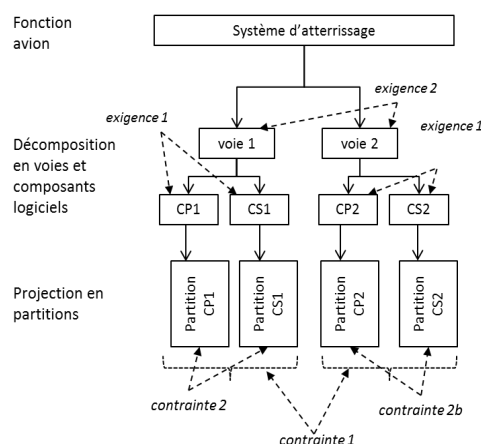 Fonction
avion
Système d'atterrissage
exigence 2
exigence 1
exigence 1
Décomposition
en voies et
composants
logiciels
voie 1
voie 2
CP1
CS1
CP2
CS2
Projection en
partitions
Partition
CP1
Partition
CS1
Partition
CP2
Partition
CS2
contrainte 2
contrainte 2b
contrainte 1